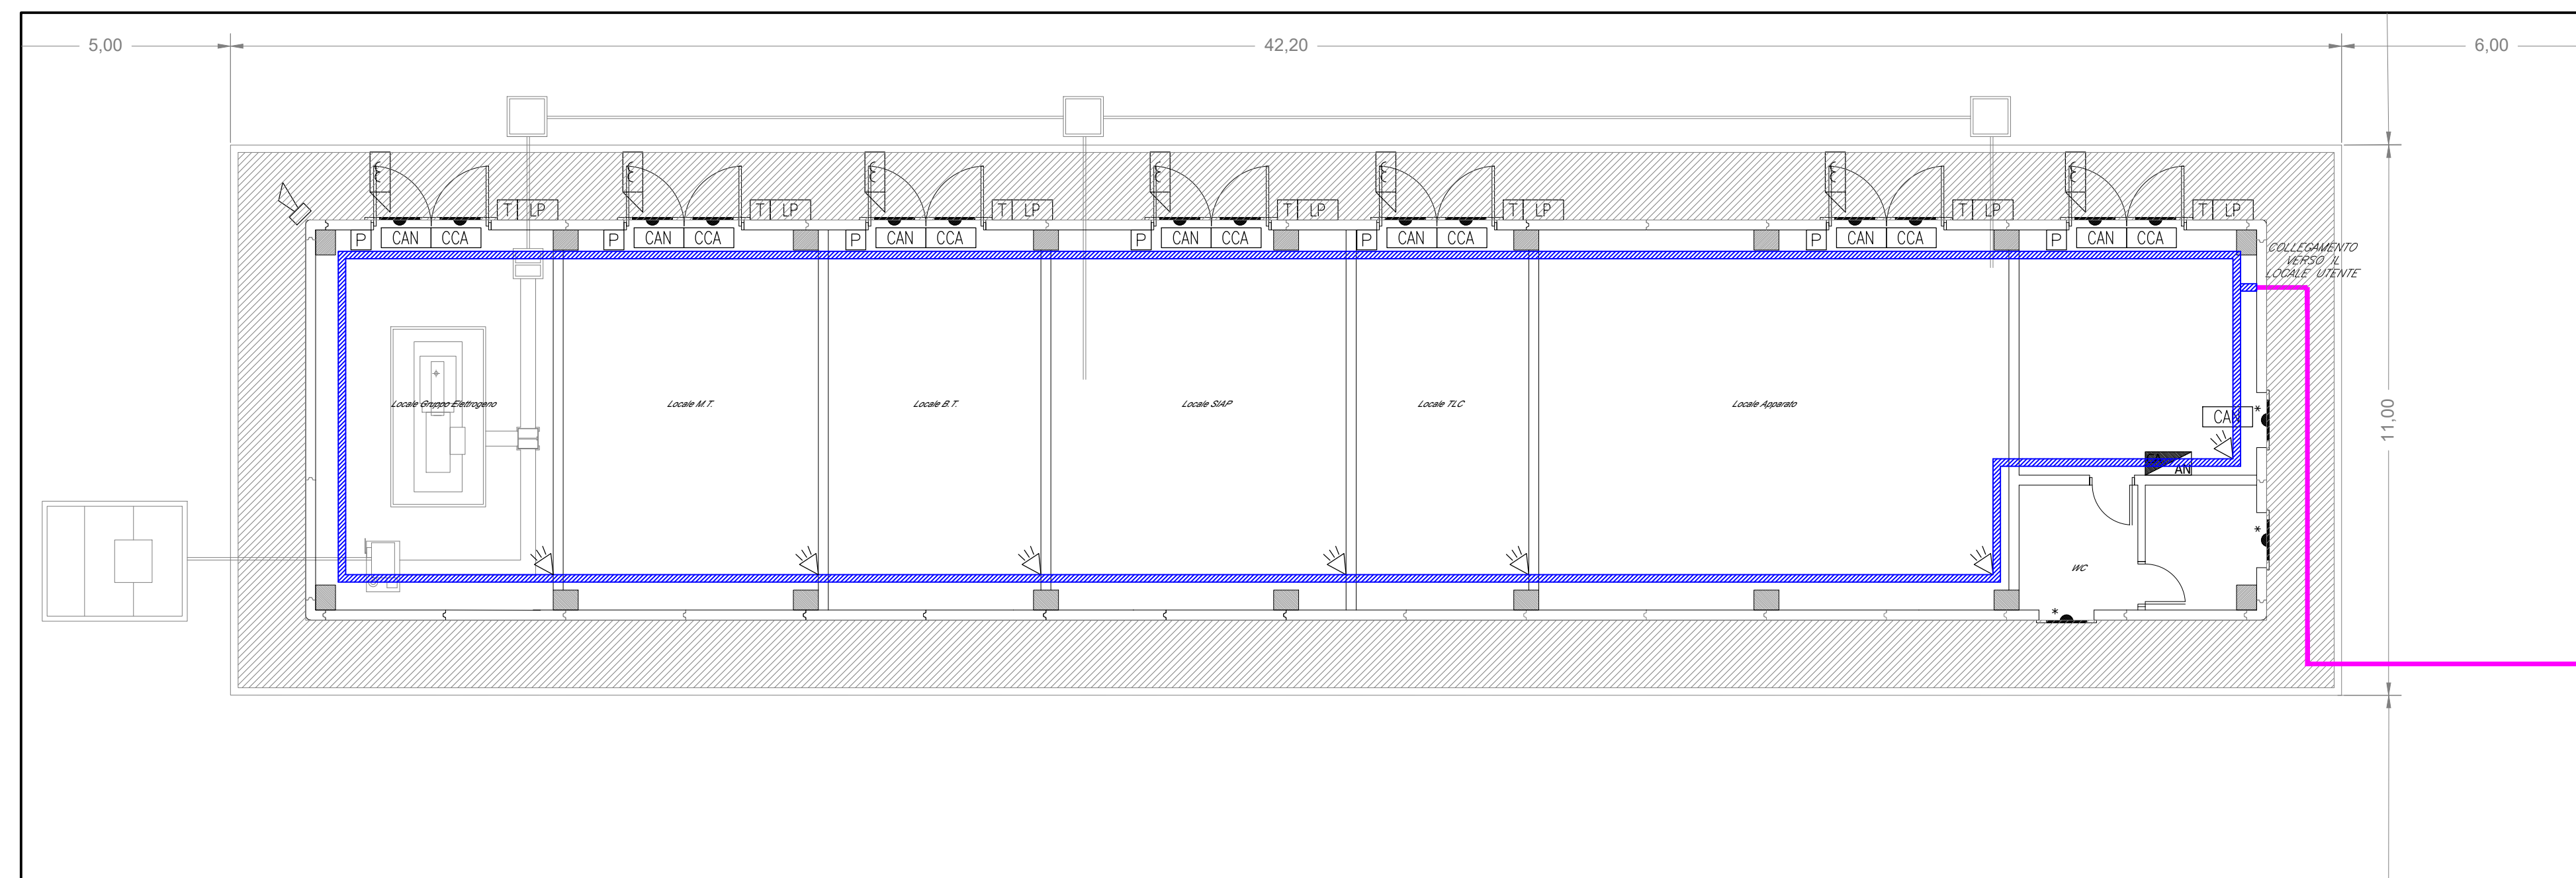 5,00
42,20
6,00
T LP
T LP
T LP
T LP
T LP
T LP
T LP
P CAN CCA
P CAN CCA
P CAN CCA
P CAN CCA
P CAN CCA
P CAN CCA
P CAN CCA
COLLEGAMENTO
VERSO IL
LOCALE UTENTE
Locale Gruppo Elettrogeno
Locale M.T.
Locale B.T.
Locale SIAP
Locale TLC
Locale Apparato
CAN
*
11,00
AN
*
WC
*